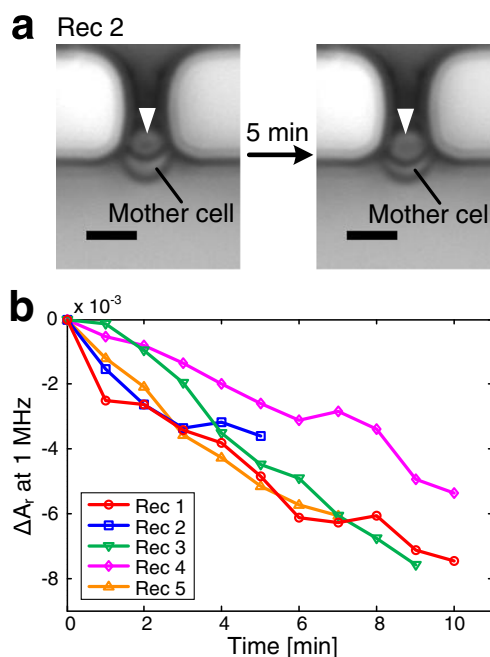 a Rec 2
5 min
Mother cell
Mother cel
b
x 10-3
0
-2
-4
-6
-8
ΔAr at 1 MHz
Rec 1
Rec 2
Rec 3
Rec 4
Rec 5
0 2 4 6 8 10
Time [min]